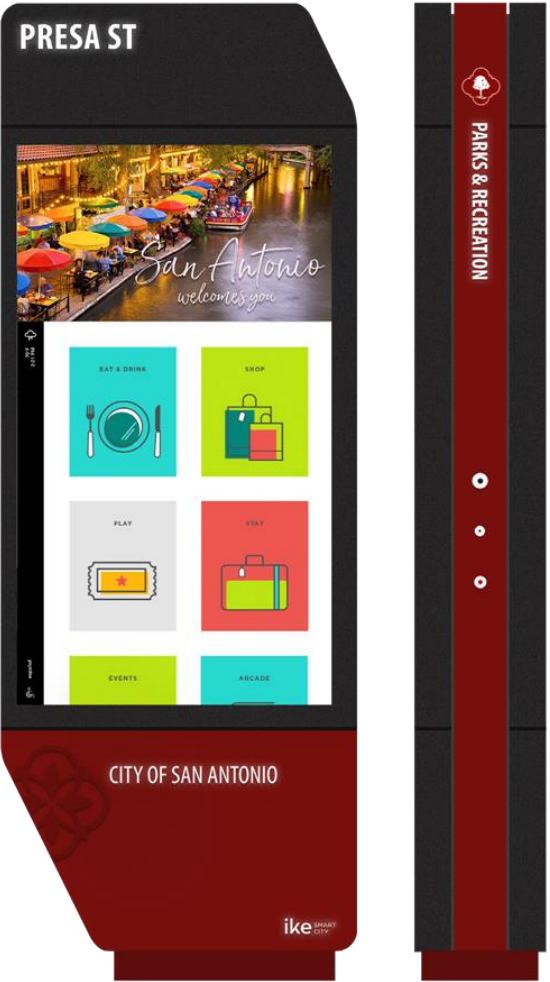 PRESA ST
San Antonio
welcomes you
EAT & DRINK
SHOP
PLAY
STAY
EVENTS
ARCADE
español
CITY OF SAN ANTONIO
ike SMART
CITY
PARKS & RECREATION